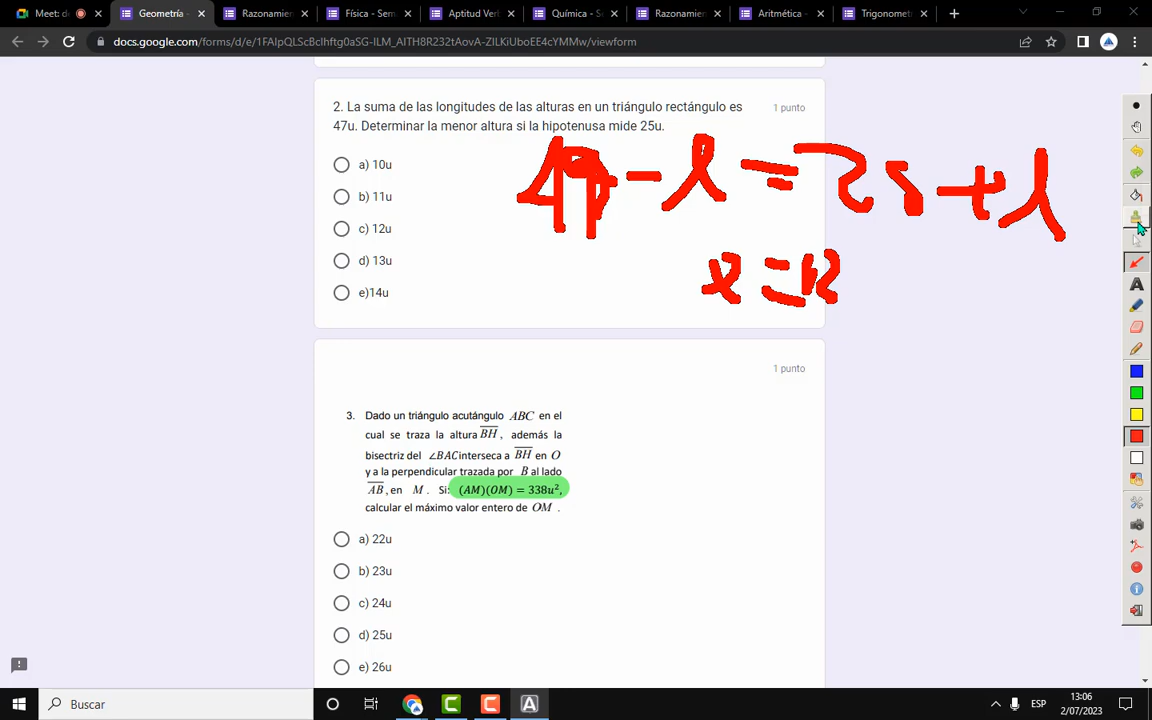 Meet: d
Geometría -
Razonamien
Física - Sem
Aptitud Ver
Química - Se
Razonamien
Aritmética -
Trigonomet
docs.google.com/forms/d/e/1FAIpQLScBcIhftg0aSG-ILM_AITH8R232tAovA-ZILKiUboEE4cYMMw/viewform
2. La suma de las longitudes de las alturas en un triángulo rectángulo es
1 punto
47u. Determinar la menor altura si la hipotenusa mide 25u.
a) 10u
b) 11u
c) 12u
d) 13u
e)14u
x = 12
1 punto
3. Dado un triángulo acutángulo ABC en el
cual se traza la altura BH, además la
bisectriz del ∠BAC interseca a BH en O
y a la perpendicular trazada por B al lado
AB, en M. Si: (AM)(OM) = 338u²,
calcular el máximo valor entero de OM.
a) 22u
b) 23u
c) 24u
d) 25u
e) 26u
Buscar
ESP
13:06
2/07/2023